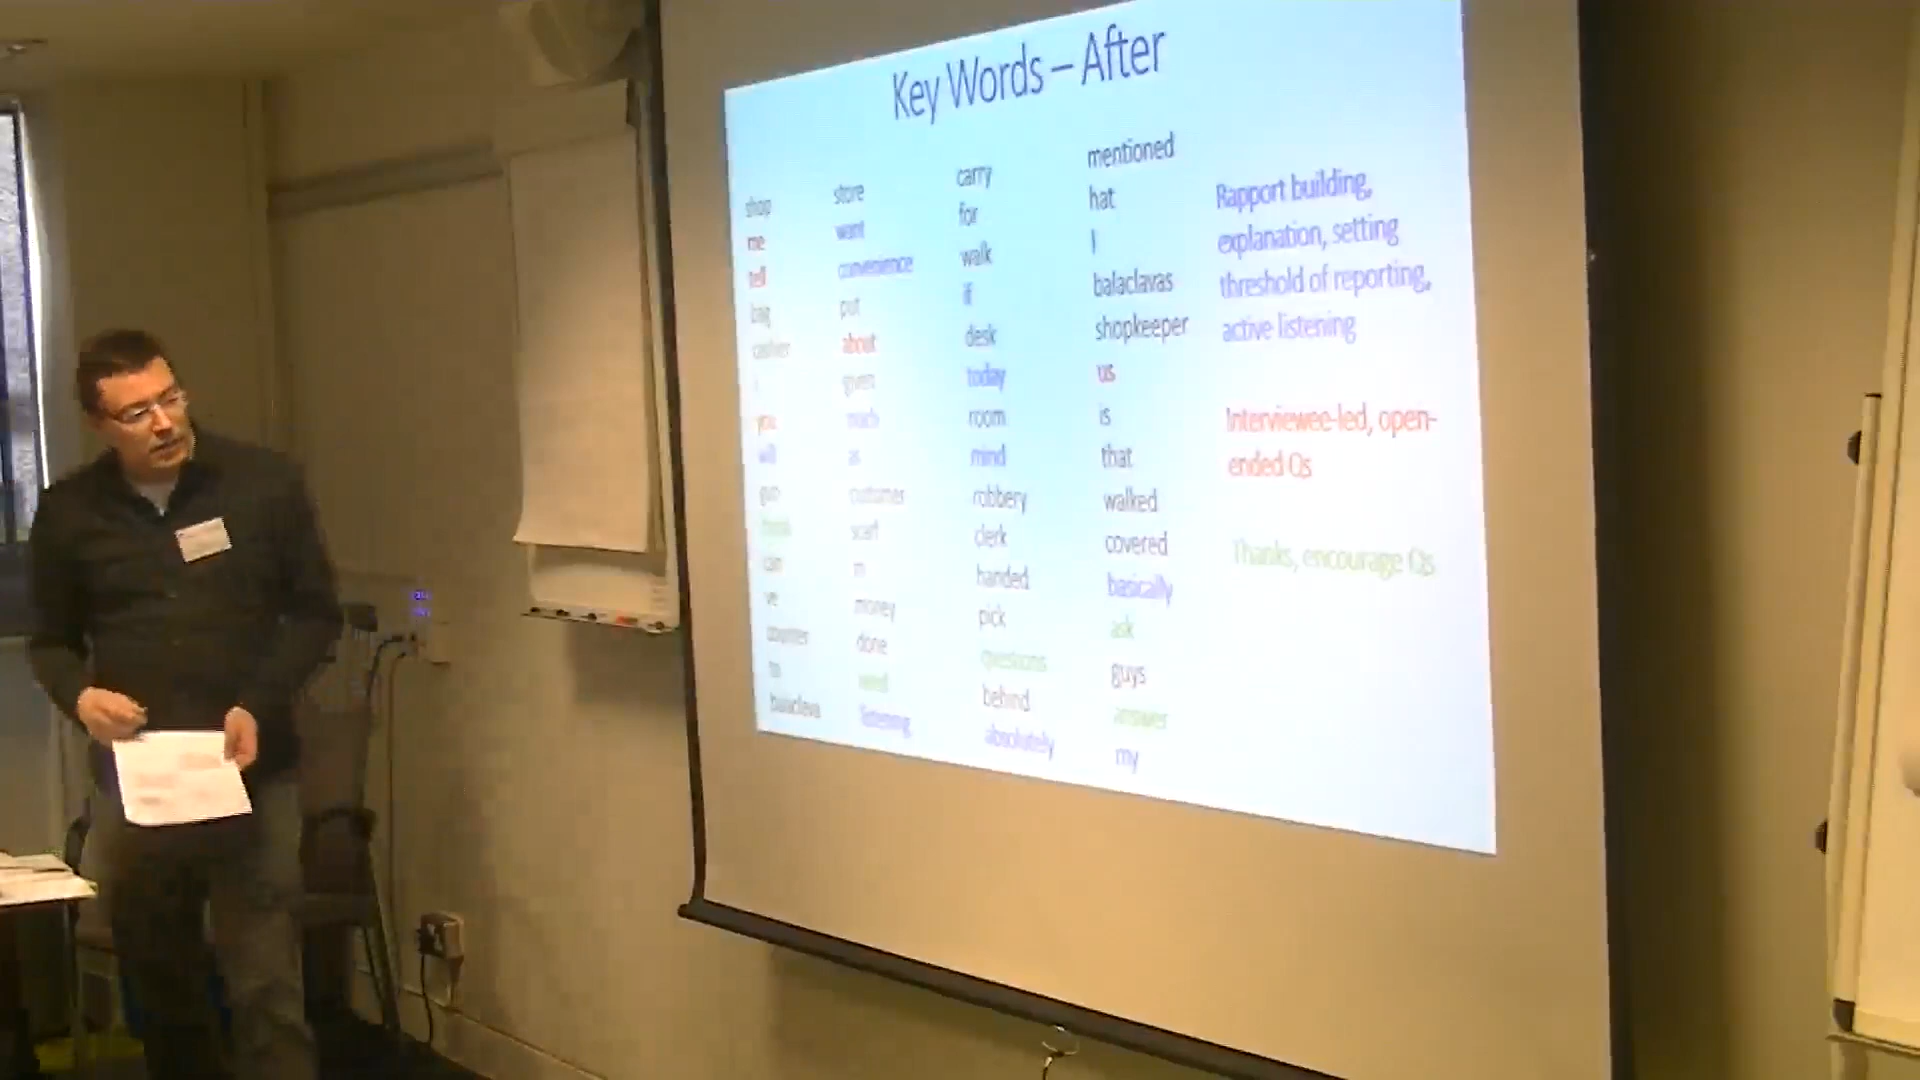 Key Words – After
shop
me
tell
bag
cashier
i
you
will
gun
thank
can
ve
counter
to
balaclava
store
want
convenience
put
about
given
much
as
customer
scarf
m
money
done
need
listening
carry
for
walk
if
desk
today
room
mind
robbery
clerk
handed
pick
questions
behind
absolutely
mentioned
hat
I
balaclavas
shopkeeper
us
is
that
walked
covered
basically
ask
guys
answer
my
Rapport building,
explanation, setting
threshold of reporting,
active listening
Interviewee-led, open-
ended Qs
Thanks, encourage Qs